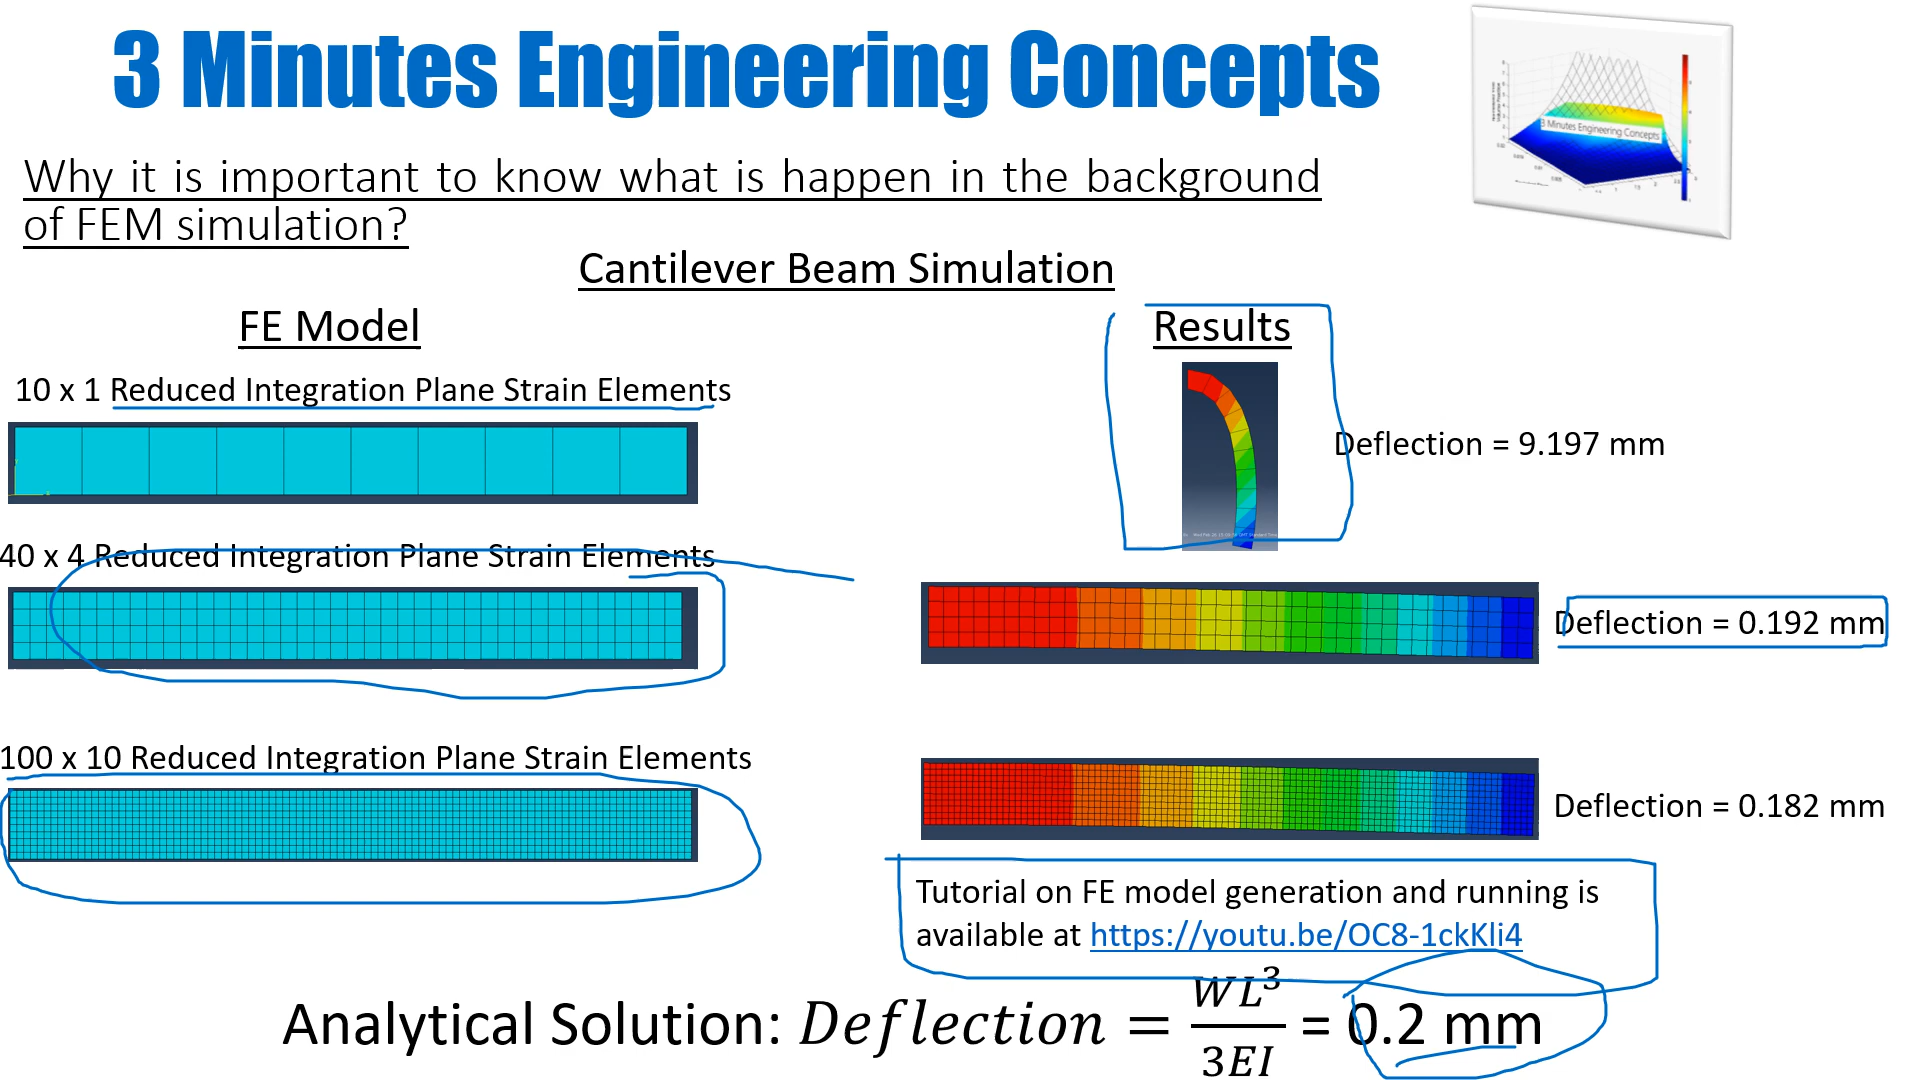 3 Minutes Engineering Concepts
3 Minutes Engineering Concepts
Why it is important to know what is happen in the background
of FEM simulation?
Cantilever Beam Simulation
FE Model
Results
10 x 1 Reduced Integration Plane Strain Elements
Deflection = 9.197 mm
40 x 4 Reduced Integration Plane Strain Elements
Deflection = 0.192 mm
100 x 10 Reduced Integration Plane Strain Elements
Deflection = 0.182 mm
Tutorial on FE model generation and running is
available at https://youtu.be/OC8-1ckKli4
Analytical Solution: Deflection = WL³/3EI = 0.2 mm